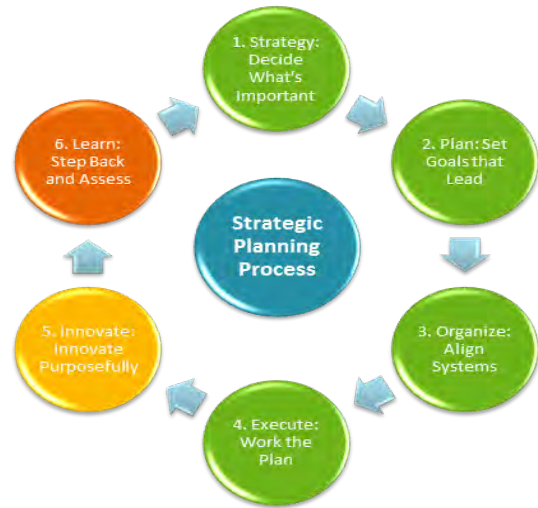 1. Strategy:
Decide
What's
Important
2. Plan: Set
Goals that
Lead
3. Organize:
Align
Systems
4. Execute:
Work the
Plan
5. Innovate:
Innovate
Purposefully
6. Learn:
Step Back
and Assess
Strategic
Planning
Process